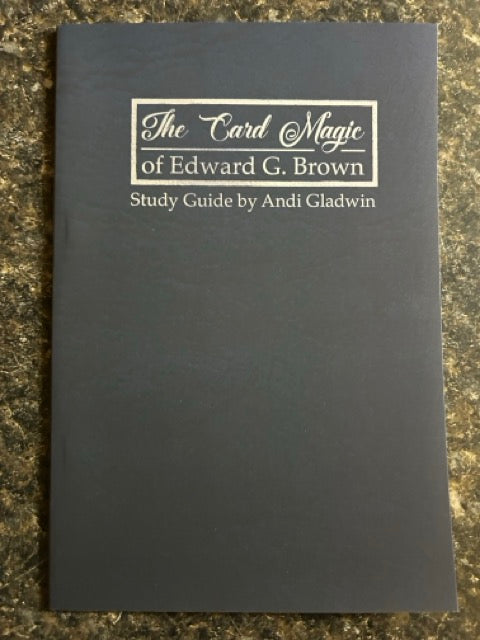 The Card Magic
of Edward G. Brown
Study Guide by Andi Gladwin